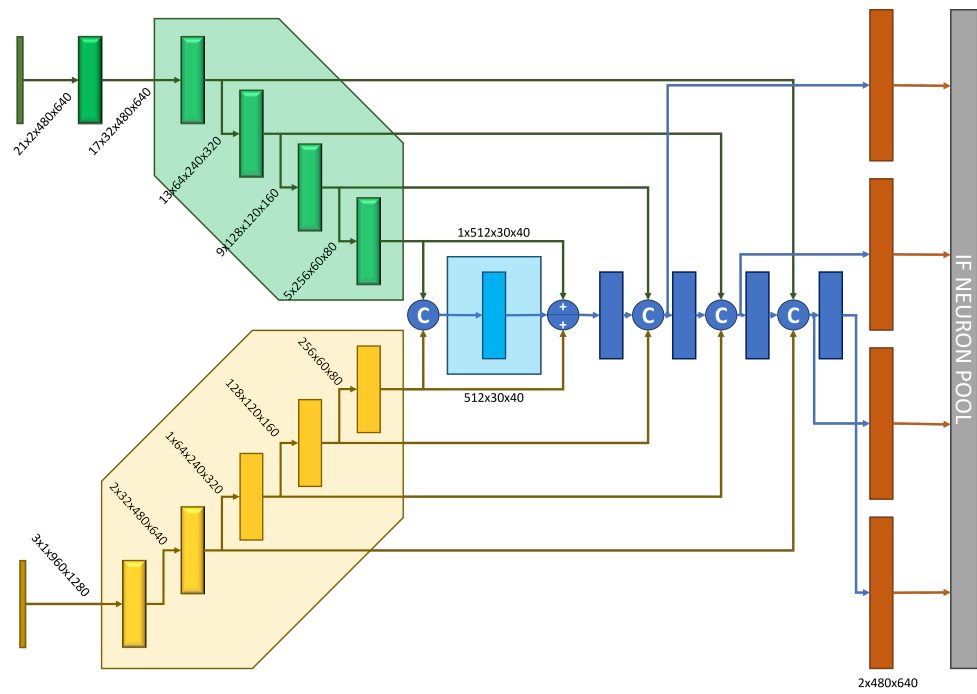 21x2x480x640
17x32x480x640
13x64x240x320
9x128x120x160
5x256x60x80
1x512x30x40
C
+
+
C
C
C
512x30x40
256x60x80
128x120x160
1x64x240x320
2x32x480x640
3x1x960x1280
IF NEURON POOL
2x480x640